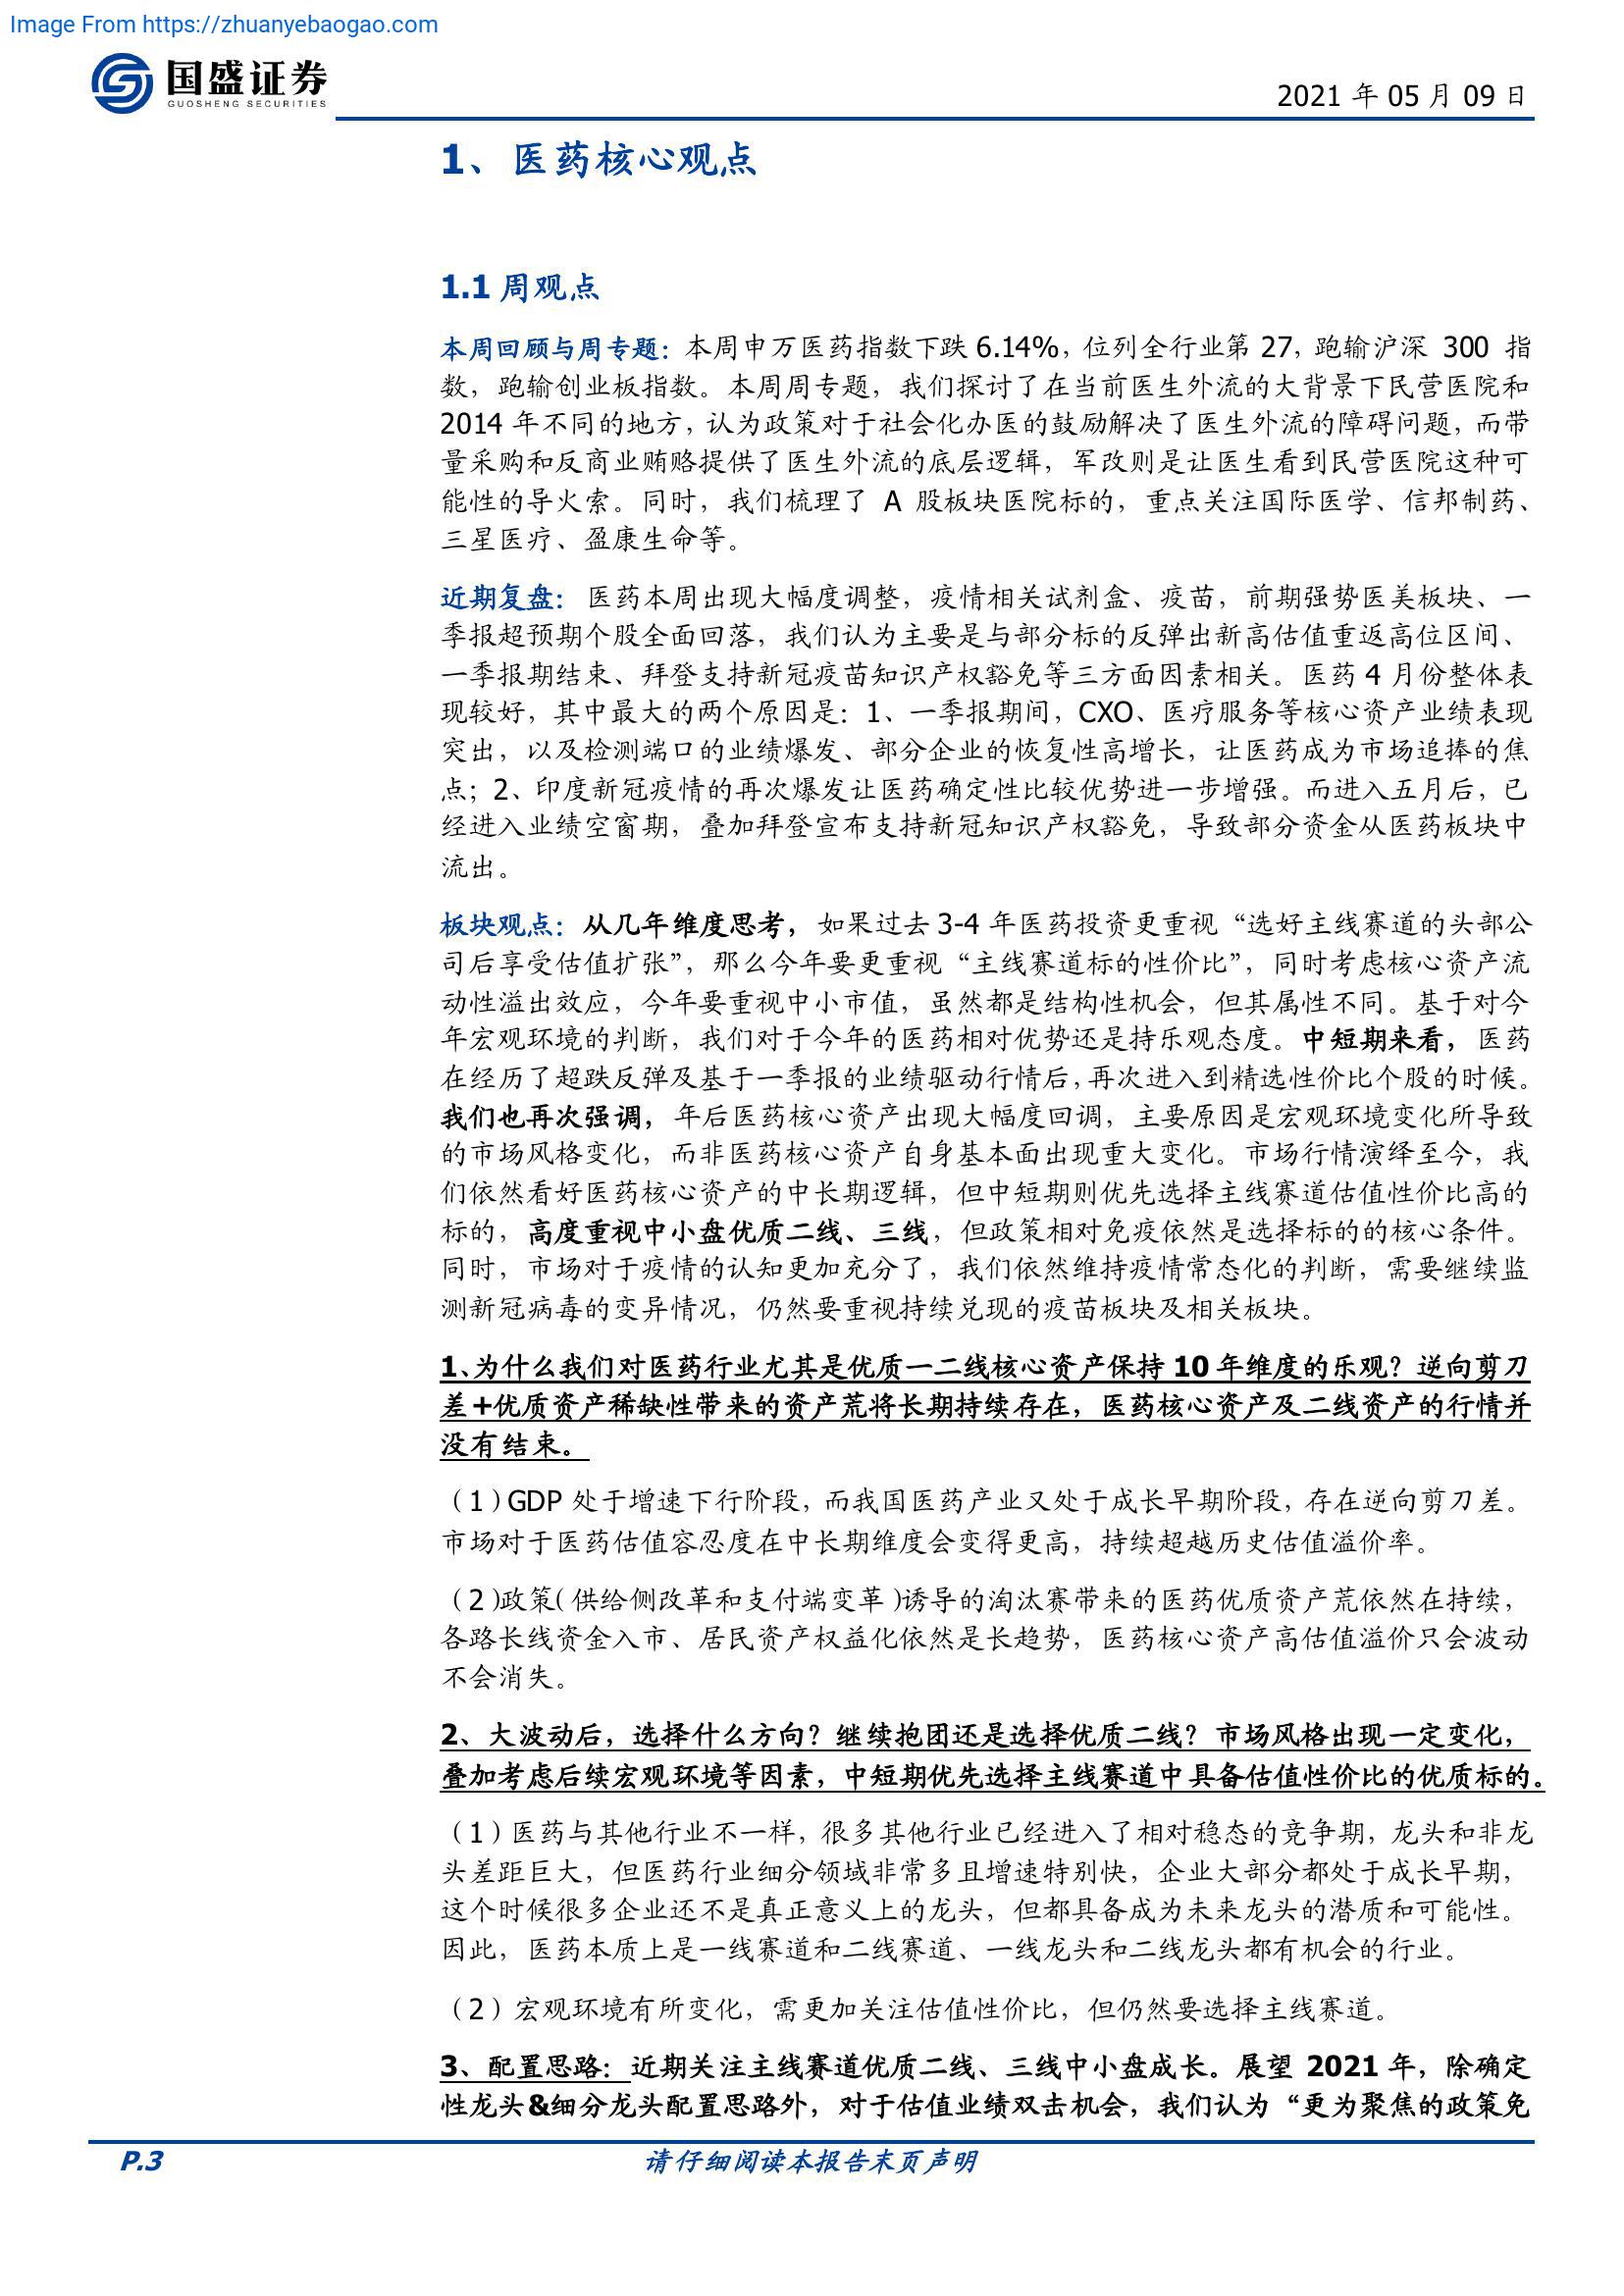 Image From https://zhuanyebaogao.com
国盛证券
GUOSHENG SECURITIES
2021 年 05 月 09 日
1、医药核心观点
1.1 周观点
本周回顾与周专题：本周申万医药指数下跌 6.14%，位列全行业第 27，跑输沪深 300 指
数，跑输创业板指数。本周周专题，我们探讨了在当前医生外流的大背景下民营医院和
2014 年不同的地方，认为政策对于社会化办医的鼓励解决了医生外流的障碍问题，而带
量采购和反商业贿赂提供了医生外流的底层逻辑，军改则是让医生看到民营医院这种可
能性的导火索。同时，我们梳理了 A 股板块医院标的，重点关注国际医学、信邦制药、
三星医疗、盈康生命等。
近期复盘：医药本周出现大幅度调整，疫情相关试剂盒、疫苗，前期强势医美板块、一
季报超预期个股全面回落，我们认为主要是与部分标的反弹出新高估值重返高位区间、
一季报期结束、拜登支持新冠疫苗知识产权豁免等三方面因素相关。医药 4 月份整体表
现较好，其中最大的两个原因是：1、一季报期间，CXO、医疗服务等核心资产业绩表现
突出，以及检测端口的业绩爆发、部分企业的恢复性高增长，让医药成为市场追捧的焦
点；2、印度新冠疫情的再次爆发让医药确定性比较优势进一步增强。而进入五月后，已
经进入业绩空窗期，叠加拜登宣布支持新冠知识产权豁免，导致部分资金从医药板块中
流出。
板块观点：从几年维度思考，如果过去 3-4 年医药投资更重视“选好主线赛道的头部公
司后享受估值扩张”，那么今年要更重视“主线赛道标的性价比”，同时考虑核心资产流
动性溢出效应，今年要重视中小市值，虽然都是结构性机会，但其属性不同。基于对今
年宏观环境的判断，我们对于今年的医药相对优势还是持乐观态度。中短期来看，医药
在经历了超跌反弹及基于一季报的业绩驱动行情后，再次进入到精选性价比个股的时候。
我们也再次强调，年后医药核心资产出现大幅度回调，主要原因是宏观环境变化所导致
的市场风格变化，而非医药核心资产自身基本面出现重大变化。市场行情演绎至今，我
们依然看好医药核心资产的中长期逻辑，但中短期则优先选择主线赛道估值性价比高的
标的，高度重视中小盘优质二线、三线，但政策相对免疫依然是选择标的的核心条件。
同时，市场对于疫情的认知更加充分了，我们依然维持疫情常态化的判断，需要继续监
测新冠病毒的变异情况，仍然要重视持续兑现的疫苗板块及相关板块。
1、为什么我们对医药行业尤其是优质一二线核心资产保持 10 年维度的乐观？逆向剪刀
差+优质资产稀缺性带来的资产荒将长期持续存在，医药核心资产及二线资产的行情并
没有结束。
（1）GDP 处于增速下行阶段，而我国医药产业又处于成长早期阶段，存在逆向剪刀差。
市场对于医药估值容忍度在中长期维度会变得更高，持续超越历史估值溢价率。
（2）政策（供给侧改革和支付端变革）诱导的淘汰赛带来的医药优质资产荒依然在持续，
各路长线资金入市、居民资产权益化依然是长趋势，医药核心资产高估值溢价只会波动
不会消失。
2、大波动后，选择什么方向？继续抱团还是选择优质二线？市场风格出现一定变化，
叠加考虑后续宏观环境等因素，中短期优先选择主线赛道中具备估值性价比的优质标的。
（1）医药与其他行业不一样，很多其他行业已经进入了相对稳态的竞争期，龙头和非龙
头差距巨大，但医药行业细分领域非常多且增速特别快，企业大部分都处于成长早期，
这个时候很多企业还不是真正意义上的龙头，但都具备成为未来龙头的潜质和可能性。
因此，医药本质上是一线赛道和二线赛道、一线龙头和二线龙头都有机会的行业。
（2）宏观环境有所变化，需更加关注估值性价比，但仍然要选择主线赛道。
3、配置思路：近期关注主线赛道优质二线、三线中小盘成长。展望 2021 年，除确定
性龙头&细分龙头配置思路外，对于估值业绩双击机会，我们认为“更为聚焦的政策免
P.3
请仔细阅读本报告末页声明